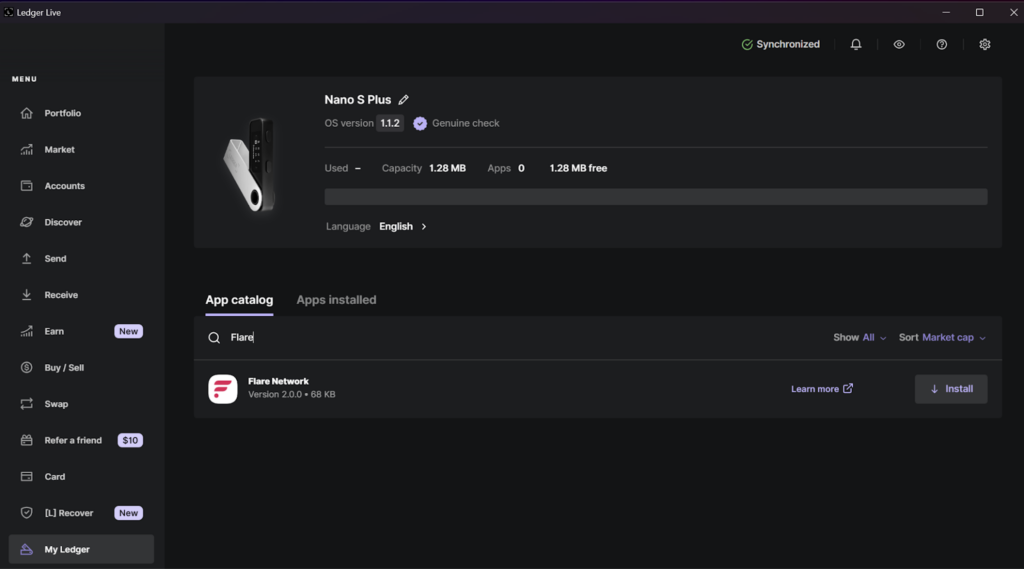 Ledger Live
Synchronized
MENU
Portfolio
Market
Accounts
Discover
Send
Receive
Earn New
Buy / Sell
Swap
Refer a friend $10
Card
[L] Recover New
My Ledger
Nano S Plus
OS version 1.1.2 Genuine check
Used – Capacity 1.28 MB Apps 0 1.28 MB free
Language English
App catalog Apps installed
Flare Show All Sort Market cap
Flare Network
Version 2.0.0 • 68 KB
Learn more Install